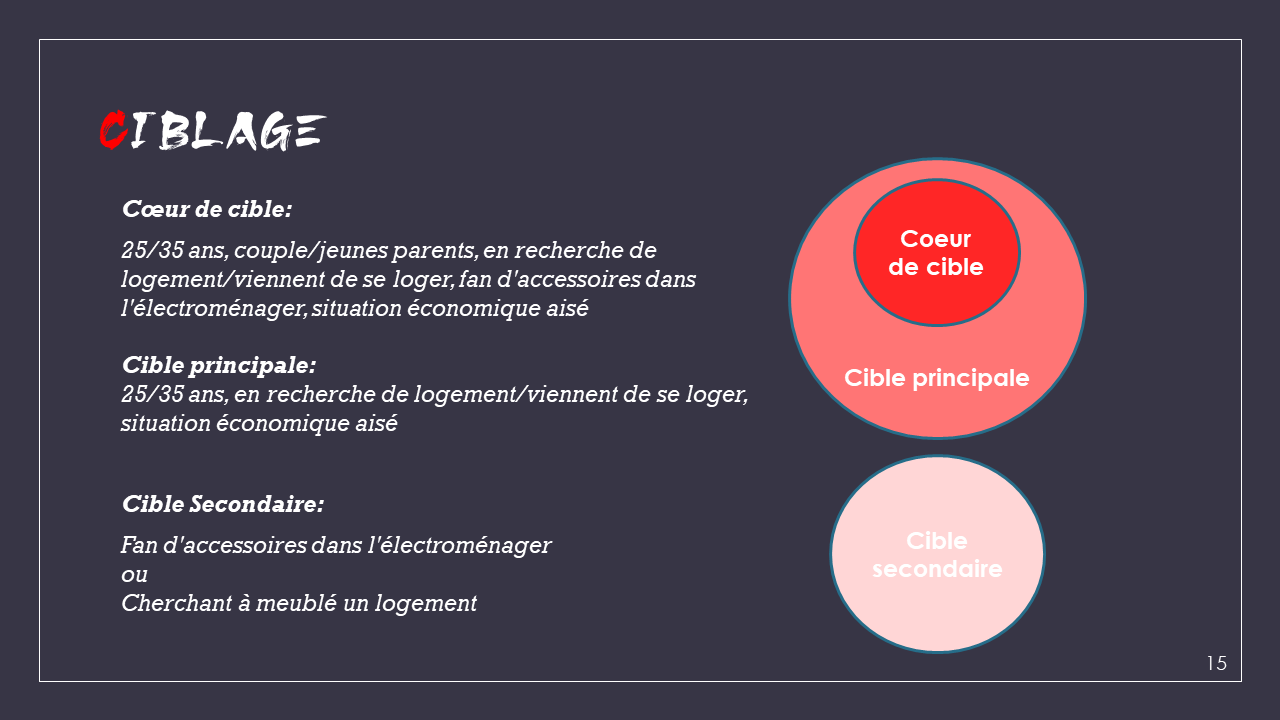 CIBLAGE
Cœur de cible:
25/35 ans, couple/jeunes parents, en recherche de
logement/viennent de se loger, fan d'accessoires dans
l'électroménager, situation économique aisé
Cible principale:
25/35 ans, en recherche de logement/viennent de se loger,
situation économique aisé
Cible Secondaire:
Fan d'accessoires dans l'électroménager
ou
Cherchant à meublé un logement
Coeur
de cible
Cible principale
Cible
secondaire
15